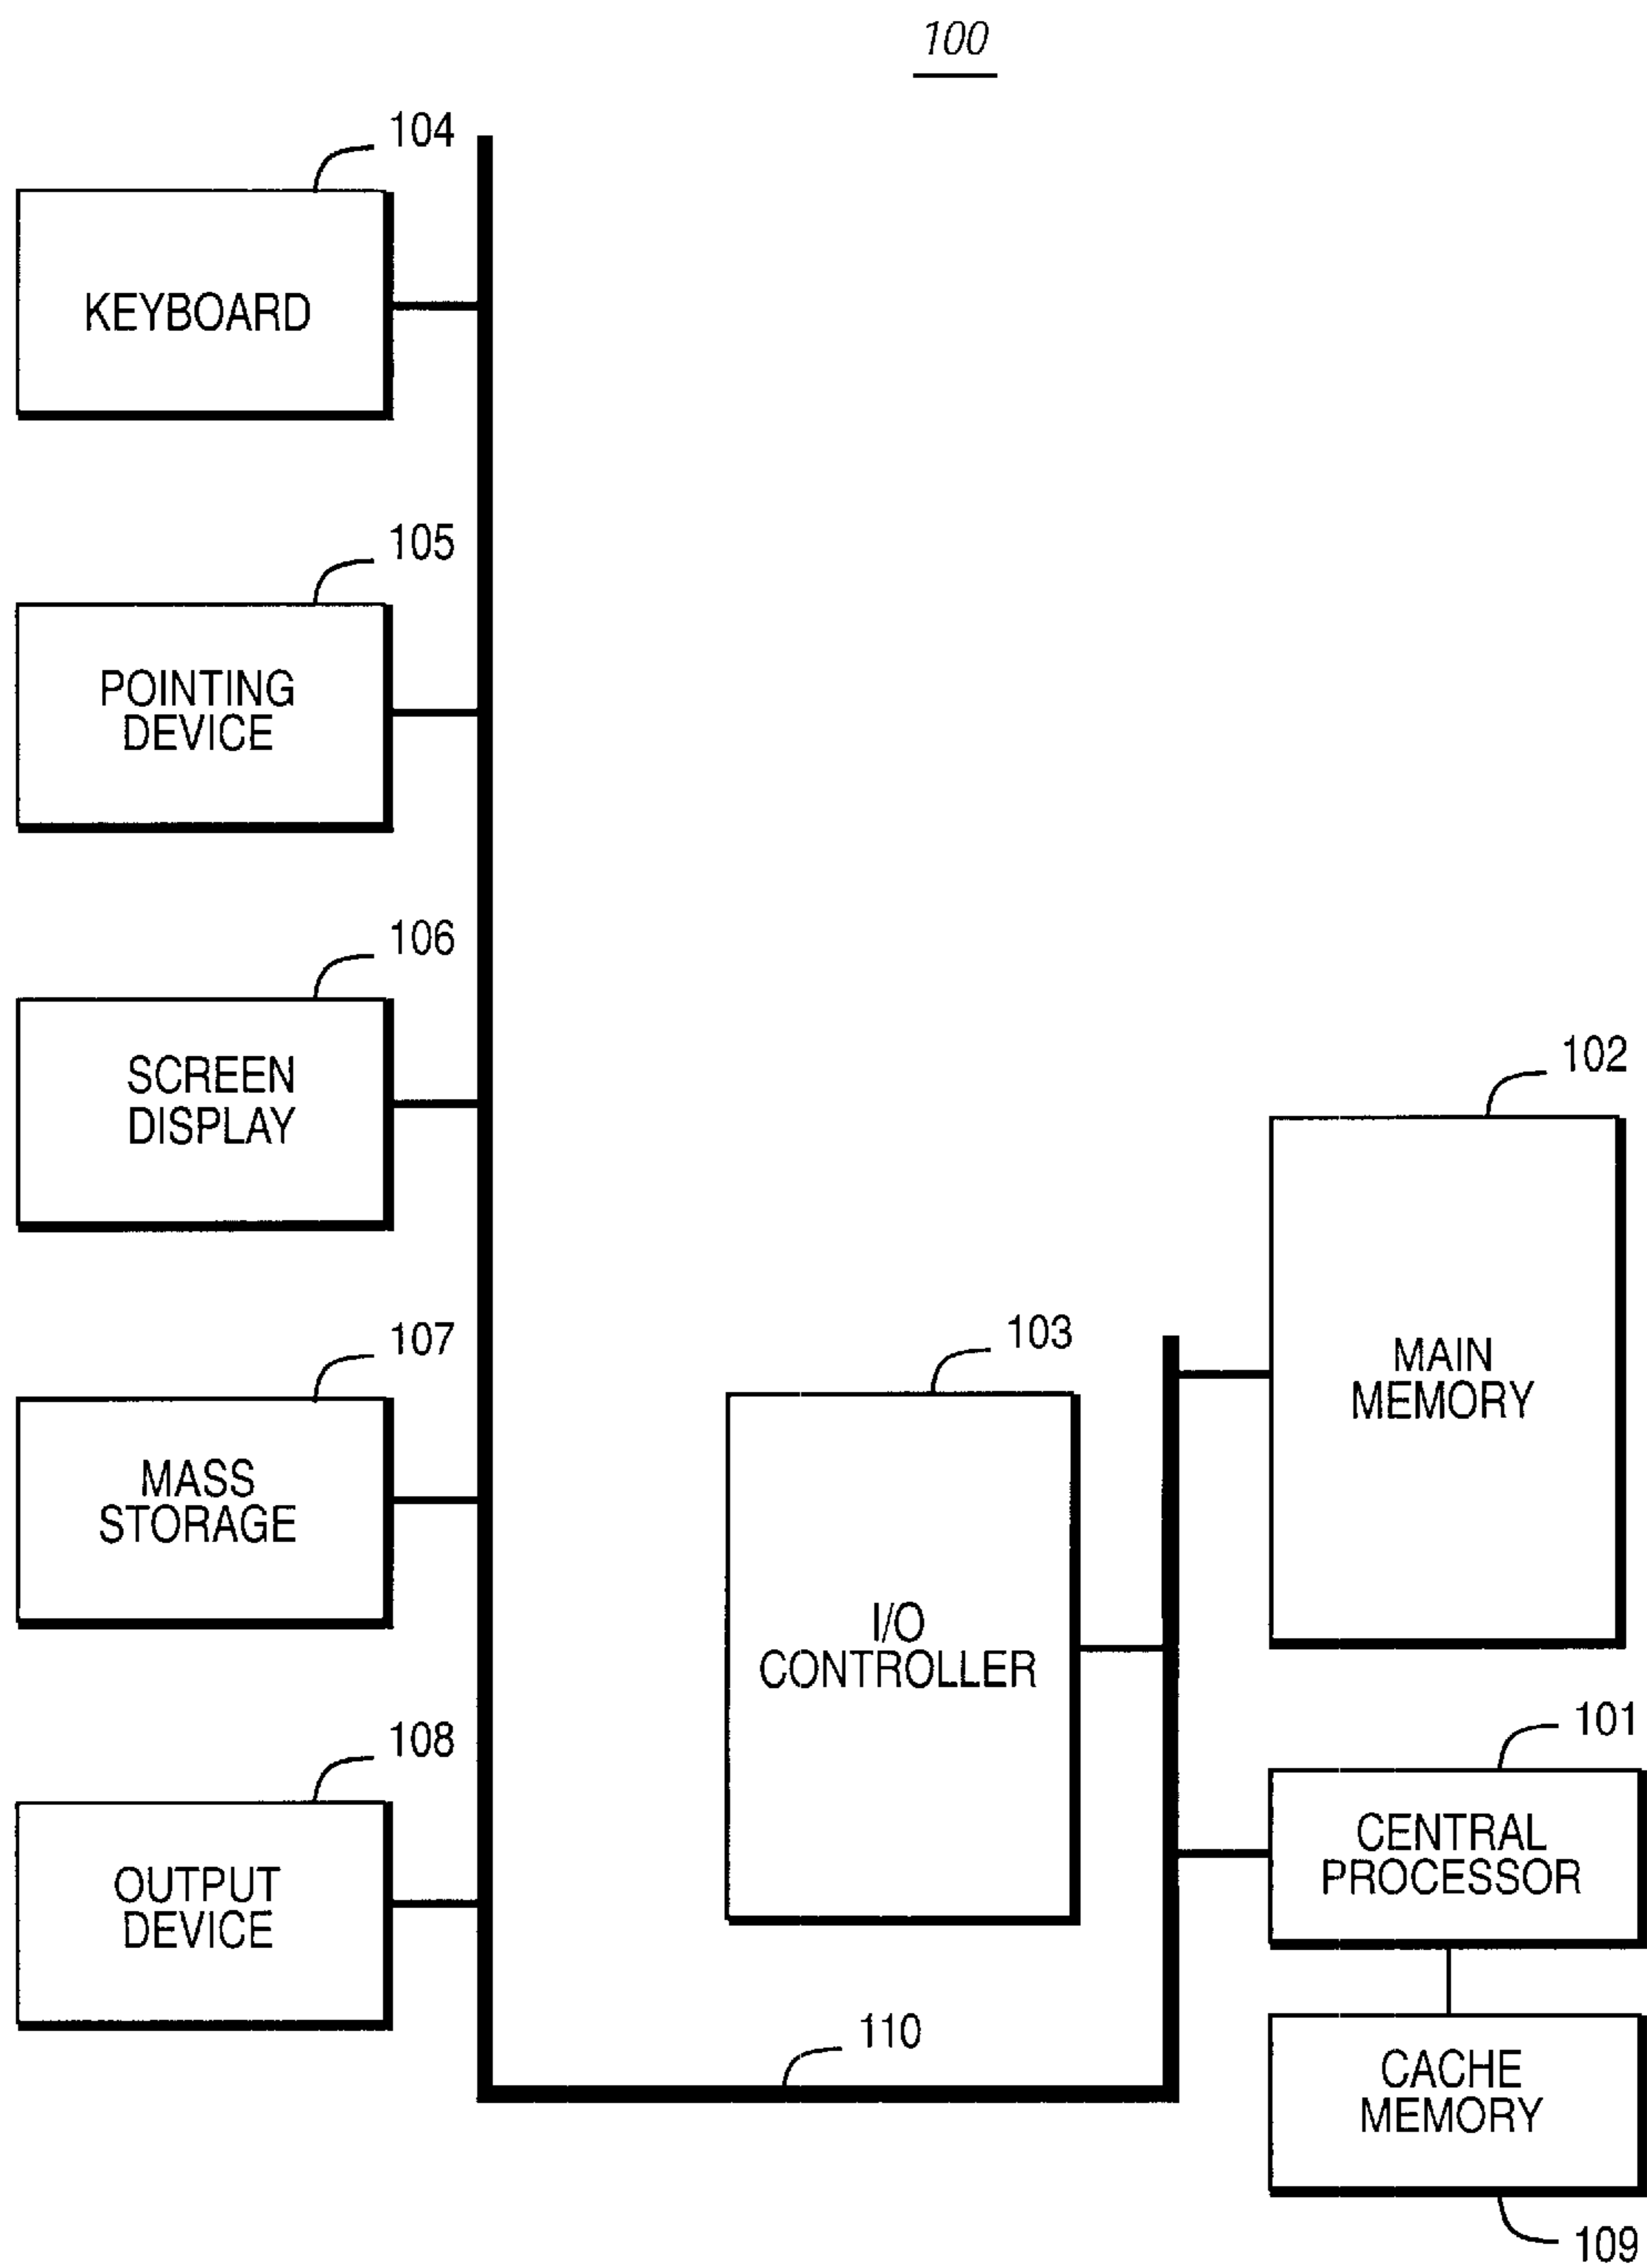 100
104
KEYBOARD
105
POINTING
DEVICE
106
SCREEN
DISPLAY
107
MASS
STORAGE
108
OUTPUT
DEVICE
102
MAIN
MEMORY
103
I/O
CONTROLLER
101
CENTRAL
PROCESSOR
110
CACHE
MEMORY
109